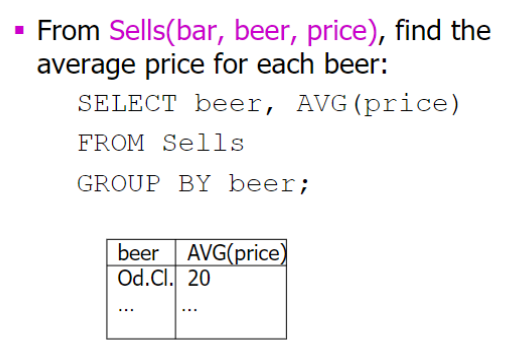 ▪ From Sells(bar, beer, price), find the
average price for each beer:
SELECT beer, AVG(price)
FROM Sells
GROUP BY beer;
beer AVG(price)
Od.Cl. 20
... ...